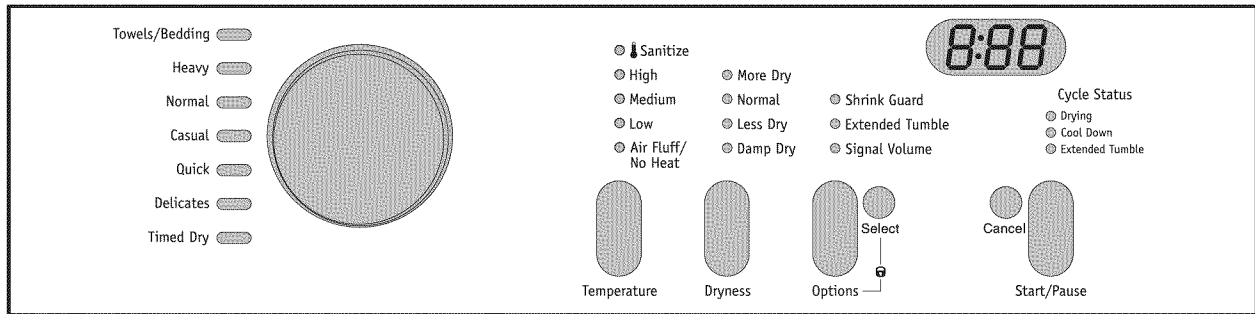 Towels/Bedding
Heavy
Normal
Casual
Quick
Delicates
Timed Dry
Sanitize
High
Medium
Low
Air Fluff/
No Heat
Temperature
More Dry
Normal
Less Dry
Damp Dry
Dryness
Shrink Guard
Extended Tumble
Signal Volume
Select
Options
8:88
Cycle Status
Drying
Cool Down
Extended Tumble
Cancel
Start/Pause